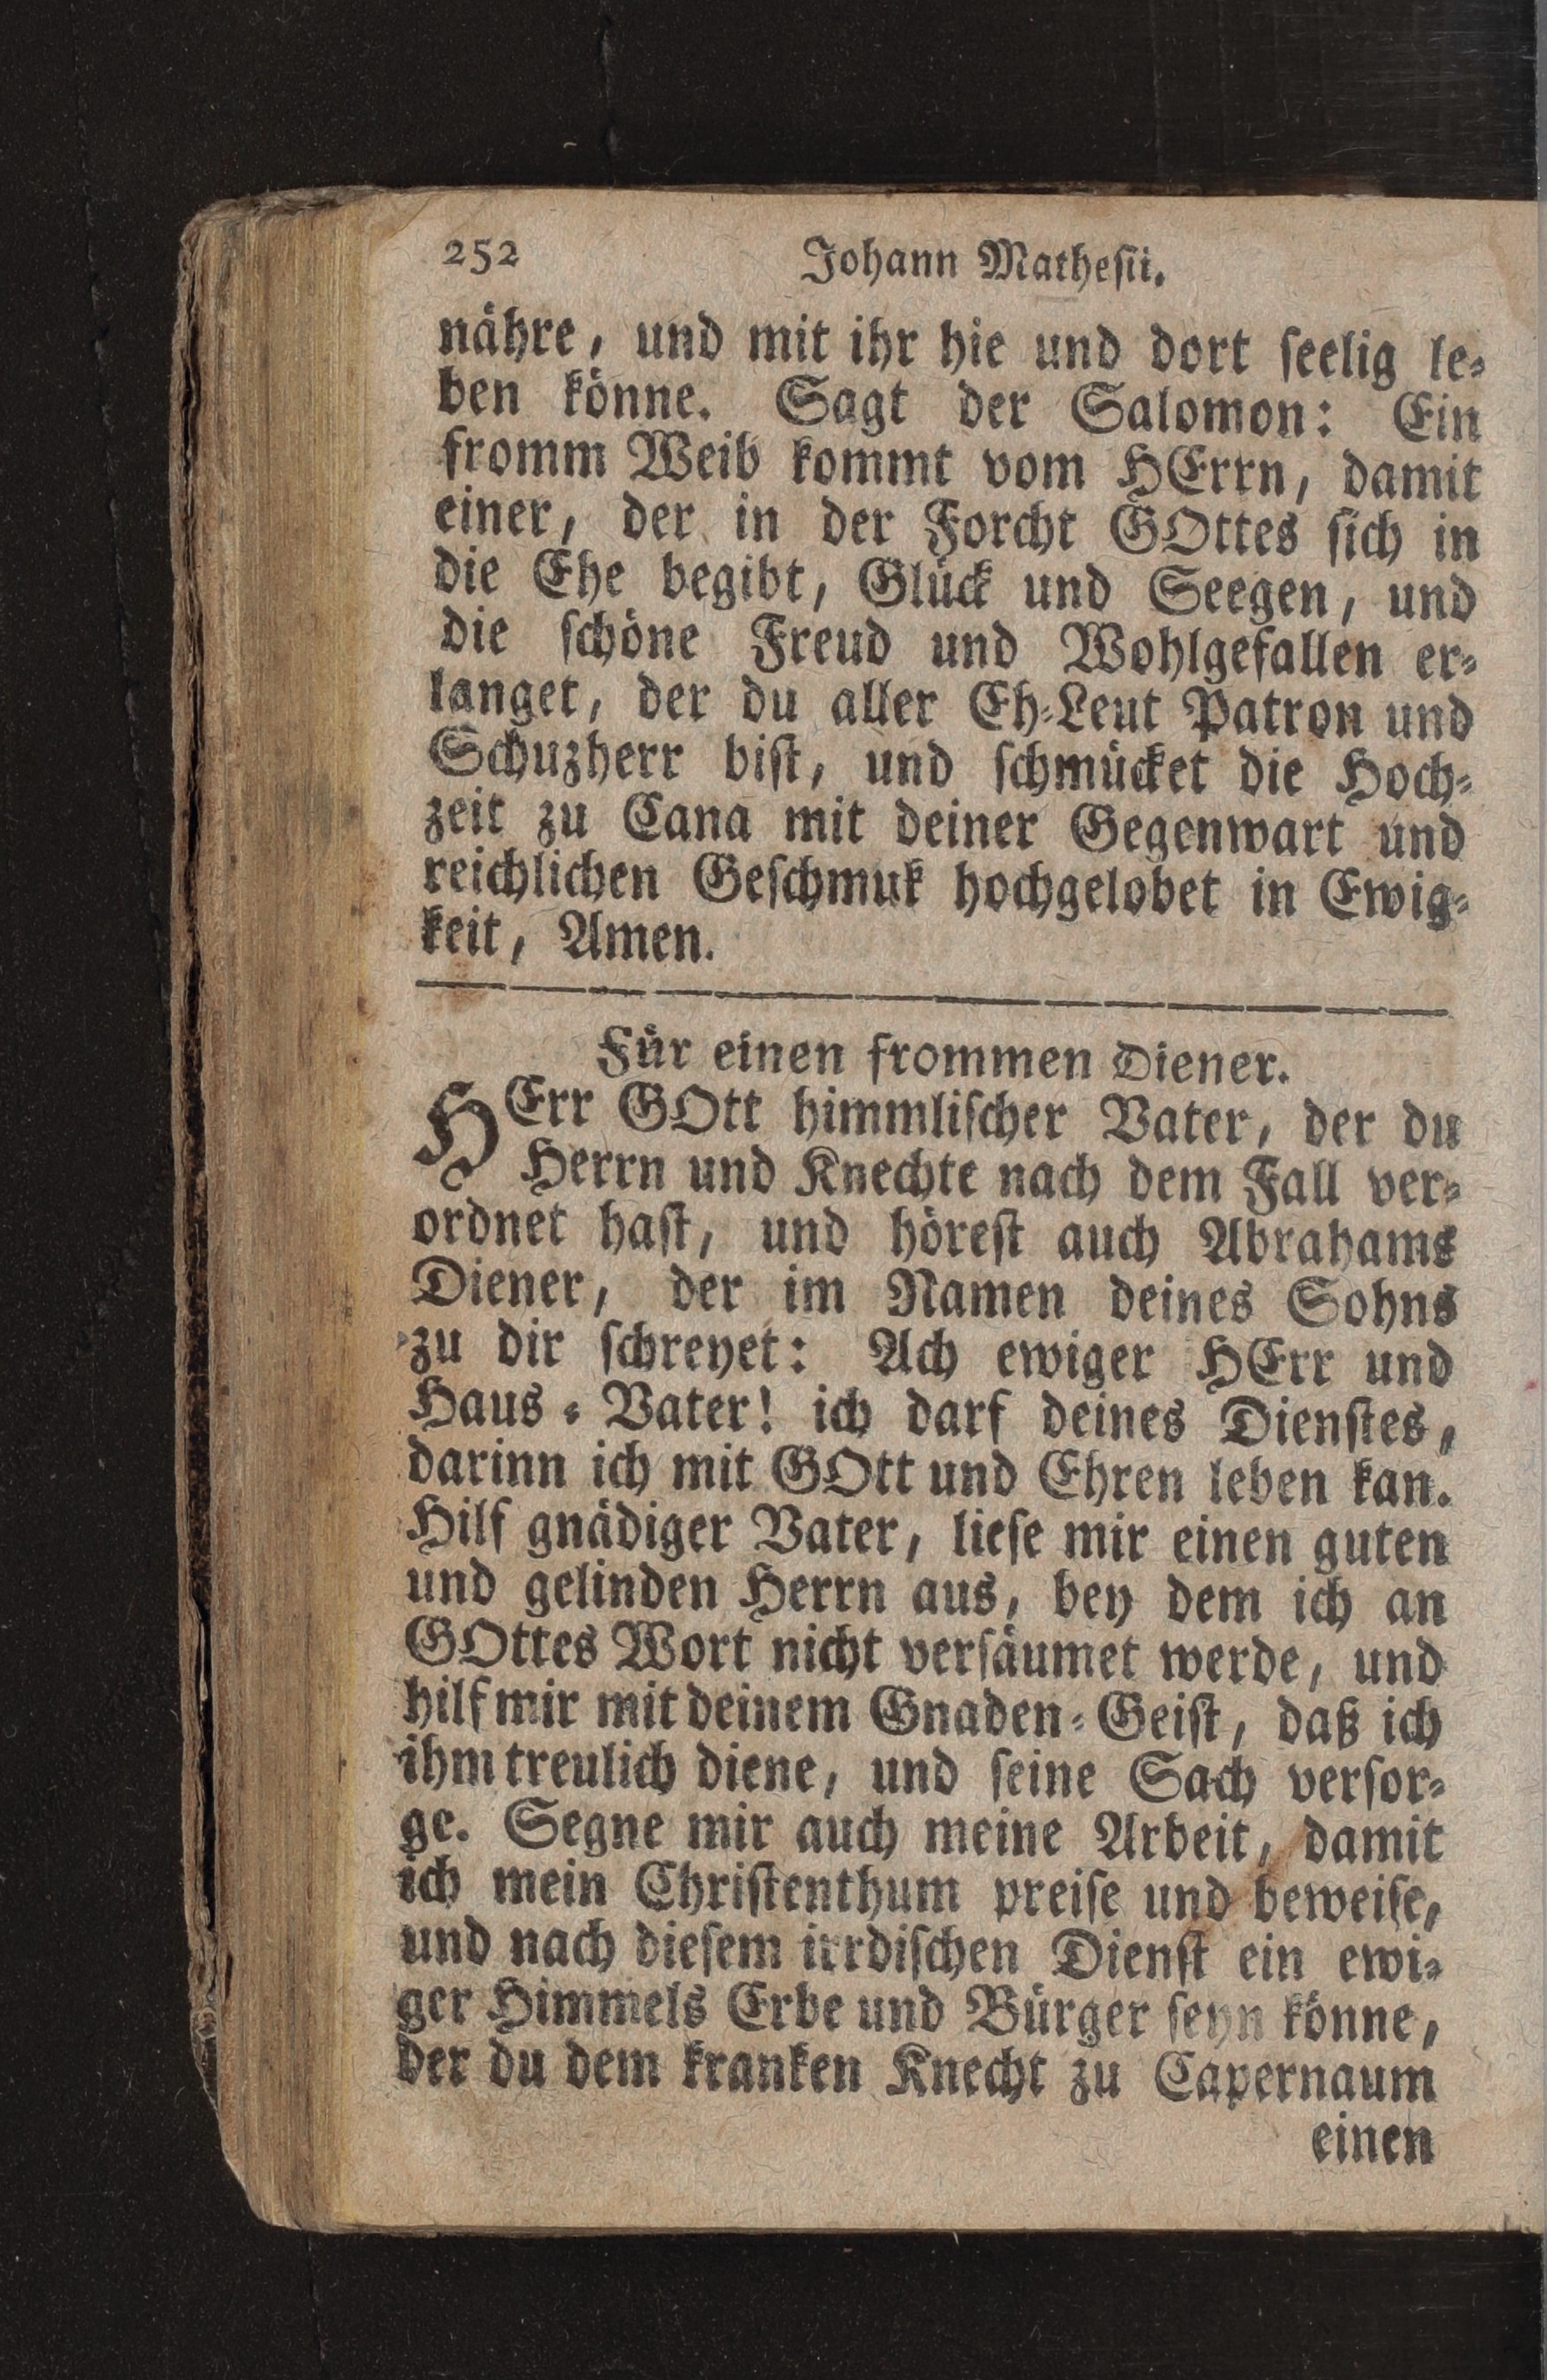 252 Johann Mathesii.
nähre, und mit ihr hie und dort seelig le-
ben könne. Sagt der Salomon: Ein
fromm Weib kommt vom HErrn, damit
einer, der in der Forcht GOttes sich in
die Ehe begibt, Glück und Seegen, und
die schöne Freud und Wohlgefallen er-
langet, der du aller Eh-Leut Patron und
Schuzherr bist, und schmücket die Hoch-
zeit zu Cana mit deiner Gegenwart und
reichlichen Geschmuk hochgelobet in Ewig-
keit, Amen.
Für einen frommen Diener.
HErr GOtt himmlischer Vater, der du
Herrn und Knechte nach dem Fall ver-
ordnet hast, und hörest auch Abrahams
Diener, der im Namen deines Sohns
zu dir schreyet: Ach ewiger HErr und
Haus-Vater! ich darf deines Dienstes,
darinn ich mit GOtt und Ehren leben kan.
Hilf gnädiger Vater, liese mir einen guten
und gelinden Herrn aus, bey dem ich an
GOttes Wort nicht versäumet werde, und
hilf mir mit deinem Gnaden-Geist, daß ich
ihm treulich diene, und seine Sach versor-
ge. Segne mir auch meine Arbeit, damit
ich mein Christenthum preise und beweise,
und nach diesem irrdischen Dienst ein ewi-
ger Himmels Erbe und Bürger seyn könne,
der du dem kranken Knecht zu Capernaum
einen